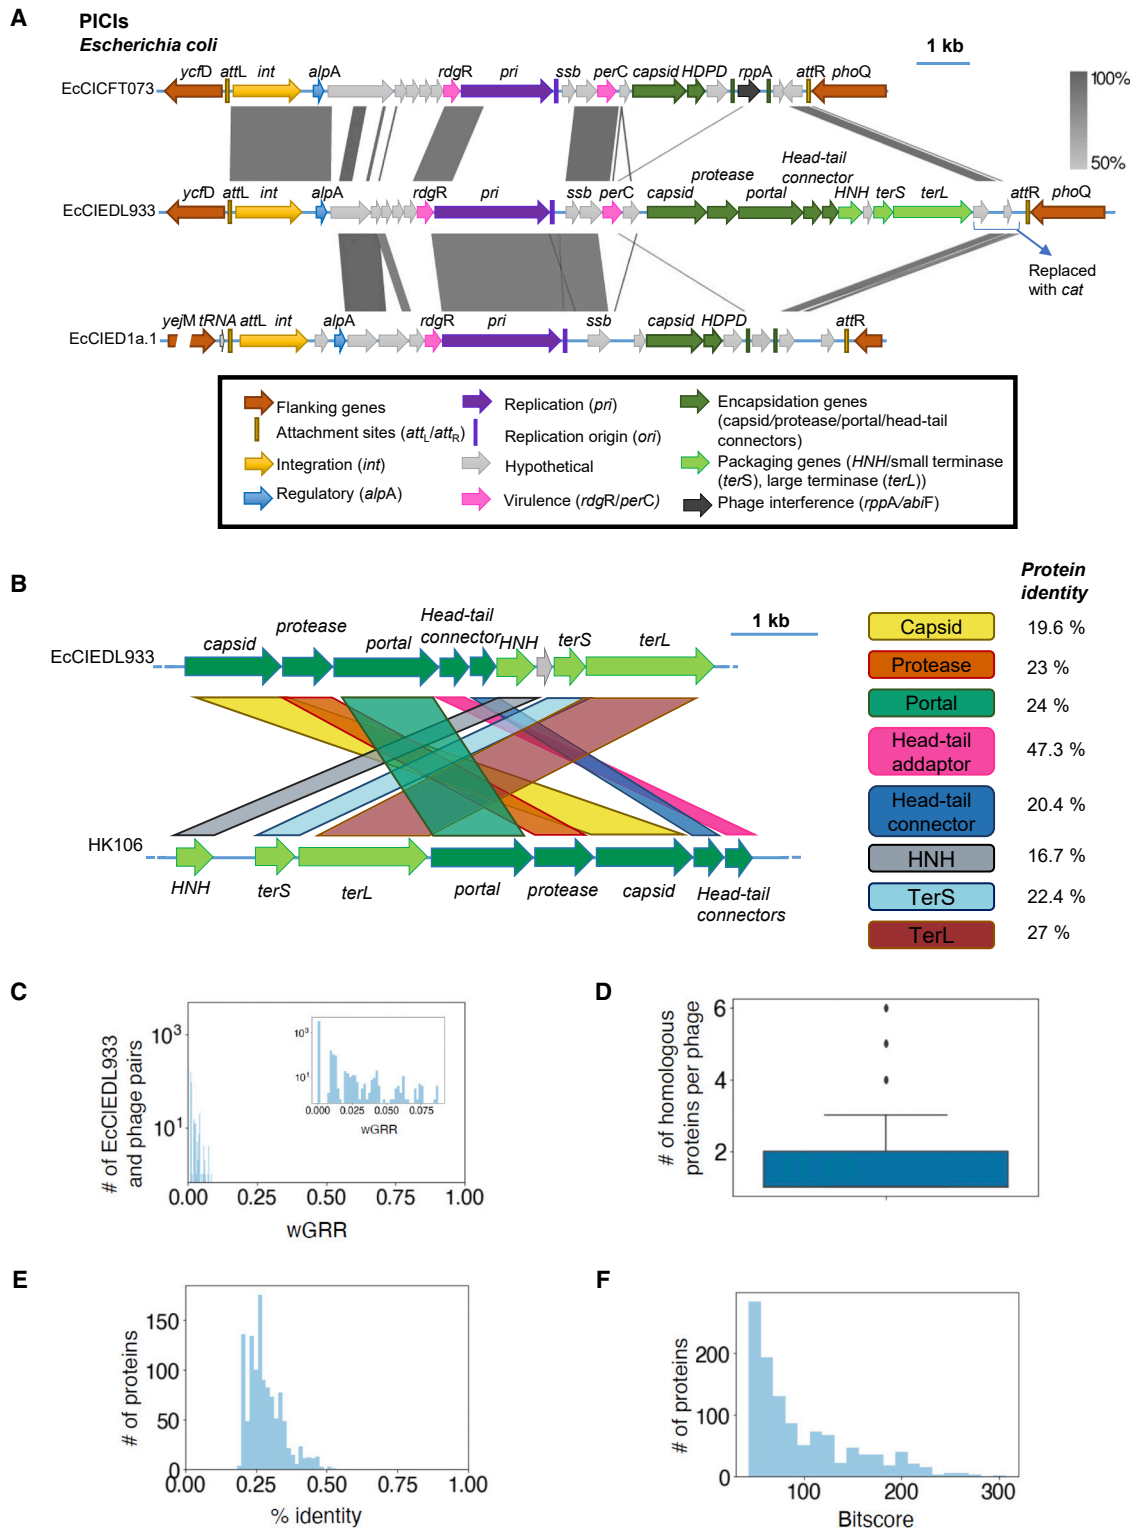 A
PICIs
Escherichia coli
1 kb
ycfD attL int alpA rdgR pri ssb perC capsid HDPD rppA attR phoQ
EcCICFT073
100%
50%
Head-tail
connector
protease
ycfD attL int alpA rdgR pri ssb perC capsid portal HNH terS terL attR phoQ
EcCIEDL933
Replaced
with cat
yejM tRNA attL int alpA rdgR pri ssb capsid HDPD attR
EcCIED1a.1
Flanking genes
Attachment sites (attL/attR)
Integration (int)
Regulatory (alpA)
Replication (pri)
Replication origin (ori)
Hypothetical
Virulence (rdgR/perC)
Encapsidation genes
(capsid/protease/portal/head-tail
connectors)
Packaging genes (HNH/small terminase
(terS), large terminase (terL))
Phage interference (rppA/abiF)
B
Protein
identity
1 kb
Head-tail
connector
capsid protease portal HNH terS terL
EcCIEDL933
HK106
HNH terS terL portal protease capsid Head-tail
connectors
Capsid 19.6 %
Protease 23 %
Portal 24 %
Head-tail
addaptor 47.3 %
Head-tail
connector 20.4 %
HNH 16.7 %
TerS 22.4 %
TerL 27 %
C
# of EcCIEDL933
and phage pairs
10³
10¹
0.00 0.25 0.50 0.75 1.00
wGRR
10³
10¹
0.000 0.025 0.050 0.075
wGRR
D
# of homologous
proteins per phage
6
4
2
E
# of proteins
150
100
50
0
0.00 0.25 0.50 0.75 1.00
% identity
F
# of proteins
200
100
0
100 200 300
Bitscore